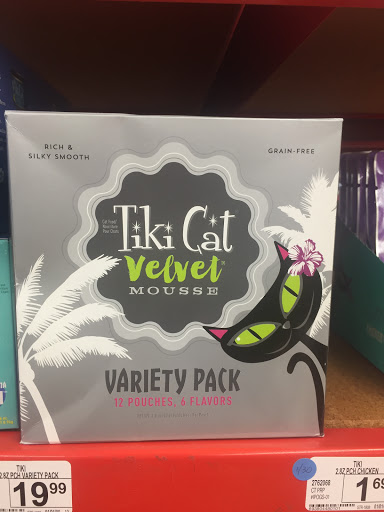 RICH &
SILKY SMOOTH
GRAIN-FREE
Tiki Cat
Velvet
MOUSSE
VARIETY PACK
12 POUCHES, 6 FLAVORS
TIKI
2.8Z PCH VARIETY PACK
19 99
TIKI
2.8Z PCH CHICKEN
2762068
1 69